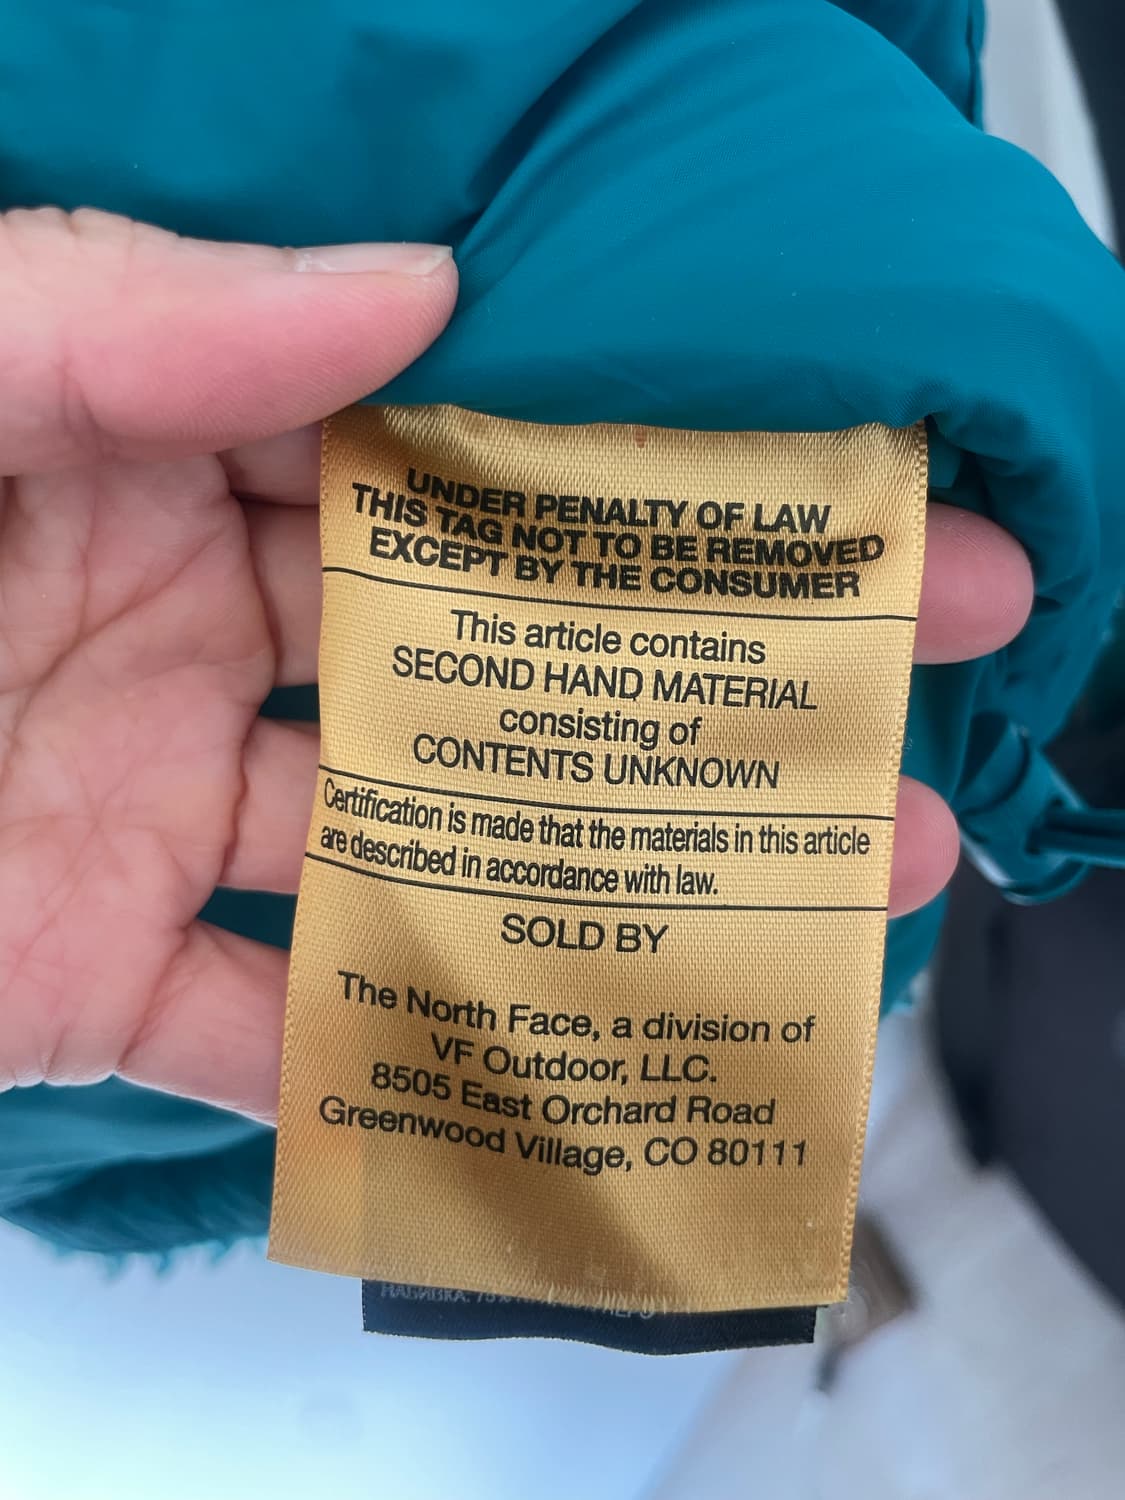 UNDER PENALTY OF LAW
THIS TAG NOT TO BE REMOVED
EXCEPT BY THE CONSUMER
This article contains
SECOND HAND MATERIAL
consisting of
CONTENTS UNKNOWN
Certification is made that the materials in this article
are described in accordance with law.
SOLD BY
The North Face, a division of
VF Outdoor, LLC.
8505 East Orchard Road
Greenwood Village, CO 80111
НАБИВКА: